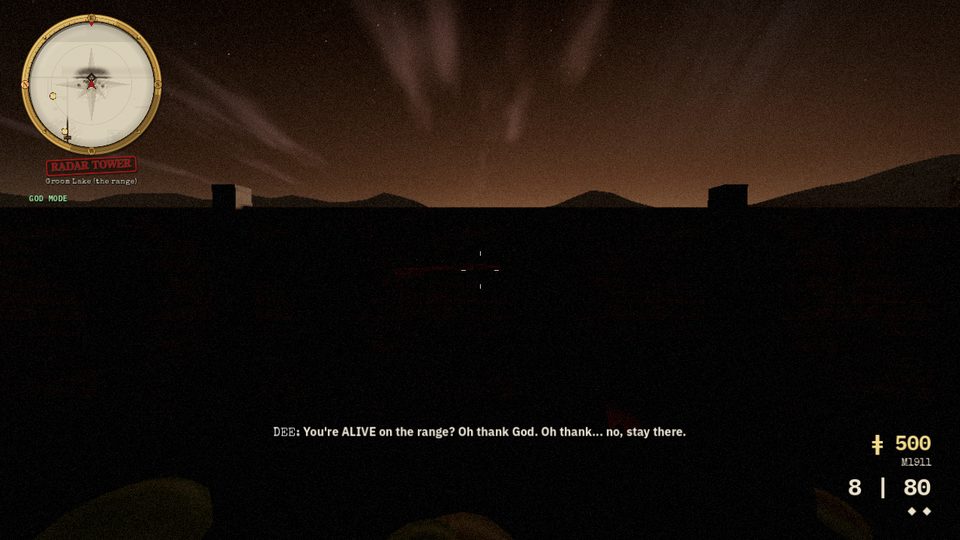 RADAR TOWER
Groom Lake (the range)
GOD MODE
DEE: You're ALIVE on the range? Oh thank God. Oh thank... no, stay there.
500
M1911
8 | 80